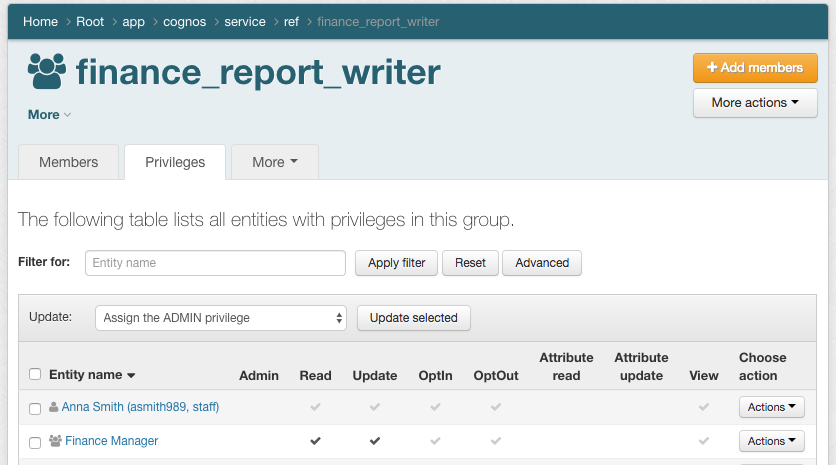 Home Root app cognos service ref finance_report_writer
finance_report_writer
+ Add members
More
More actions
Members Privileges More
The following table lists all entities with privileges in this group.
Filter for: Entity name Apply filter Reset Advanced
Update: Assign the ADMIN privilege Update selected
Entity name Admin Read Update OptIn OptOut Attribute read Attribute update View Choose action
Anna Smith (asmith989, staff) Actions
Finance Manager Actions